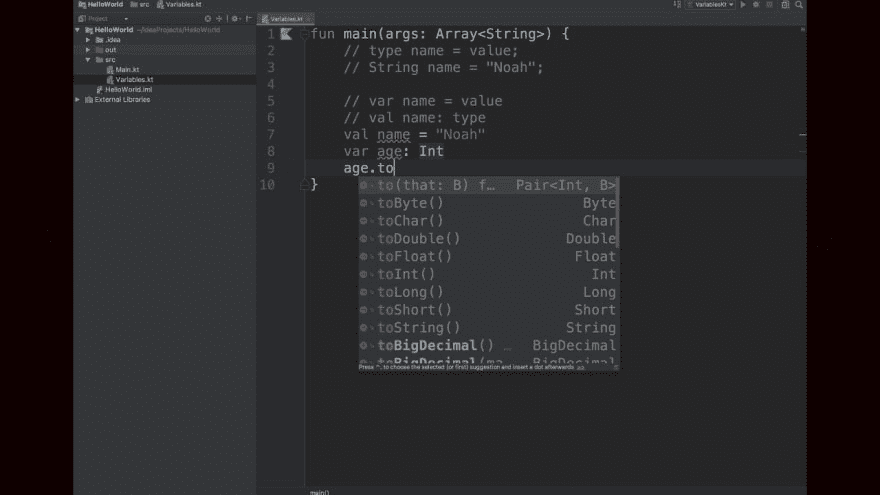 HelloWorld src Variables.kt
VariablesKt
Project
Variables.kt
HelloWorld ~/IdeaProjects/HelloWorld
.idea
out
src
Main.kt
Variables.kt
HelloWorld.iml
External Libraries
1 fun main(args: Array<String>) {
2 // type name = value;
3 // String name = "Noah";
4
5 // var name = value
6 // val name: type
7 val name = "Noah"
8 var age: Int
9 age.to
10 }
to(that: B) f… Pair<Int, B>
toByte() Byte
toChar() Char
toDouble() Double
toFloat() Float
toInt() Int
toLong() Long
toShort() Short
toString() String
toBigDecimal() … BigDecimal
toBigDecimal(ma BigDecimal
Press ^. to choose the selected (or first) suggestion and insert a dot afterwards >>
main()